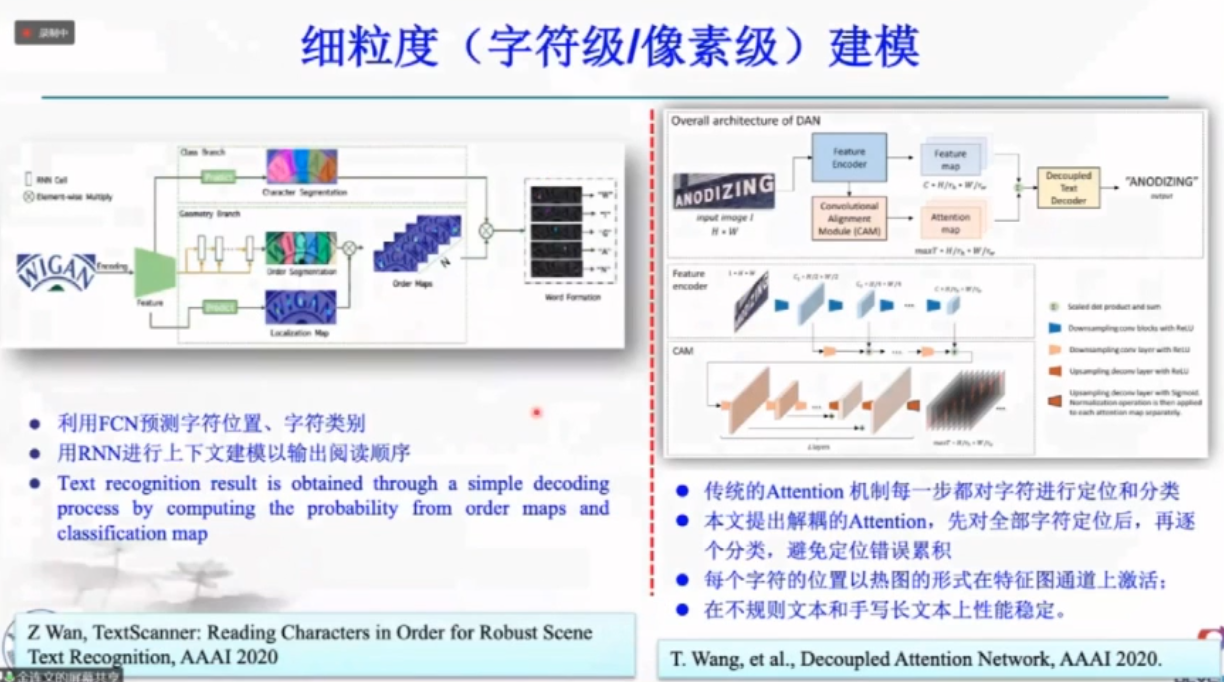 录制中
细粒度（字符级/像素级）建模
Class Branch
RNN Cell
Element-wise Multiply
Predict
Character Segmentation
Geometry Branch
WIGAN
Encoding
Feature
Order Segmentation
Order Maps
N
Predict
Localization Map
Word Formation
"W"
"I"
"G"
"A"
"N"
利用FCN预测字符位置、字符类别
用RNN进行上下文建模以输出阅读顺序
Text recognition result is obtained through a simple decoding
process by computing the probability from order maps and
classification map
Z Wan, TextScanner: Reading Characters in Order for Robust Scene
Text Recognition, AAAI 2020
Overall architecture of DAN
ANODIZING
input image I
H * W
Feature
Encoder
Convolutional
Alignment
Module (CAM)
Feature
map
Attention
map
Decoupled
Text
Decoder
"ANODIZING"
output
Feature
encoder
CAM
Scaled dot product and sum
Downsampling conv blocks with ReLU
Downsampling conv layer with ReLU
Upsampling deconv layer with ReLU
Upsampling deconv layer with Sigmoid.
Normalization operation is then applied
to each attention map separately.
传统的Attention 机制每一步都对字符进行定位和分类
本文提出解耦的Attention，先对全部字符定位后，再逐
个分类，避免定位错误累积
每个字符的位置以热图的形式在特征图通道上激活；
在不规则文本和手写长文本上性能稳定。
T. Wang, et al., Decoupled Attention Network, AAAI 2020.